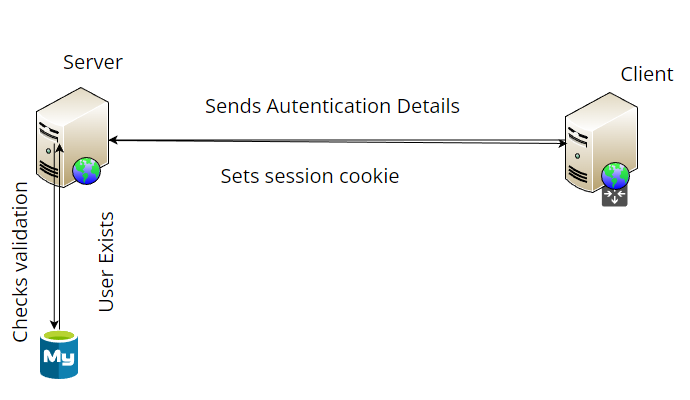 Server
Client
Sends Autentication Details
Sets session cookie
Checks validation
User Exists
My